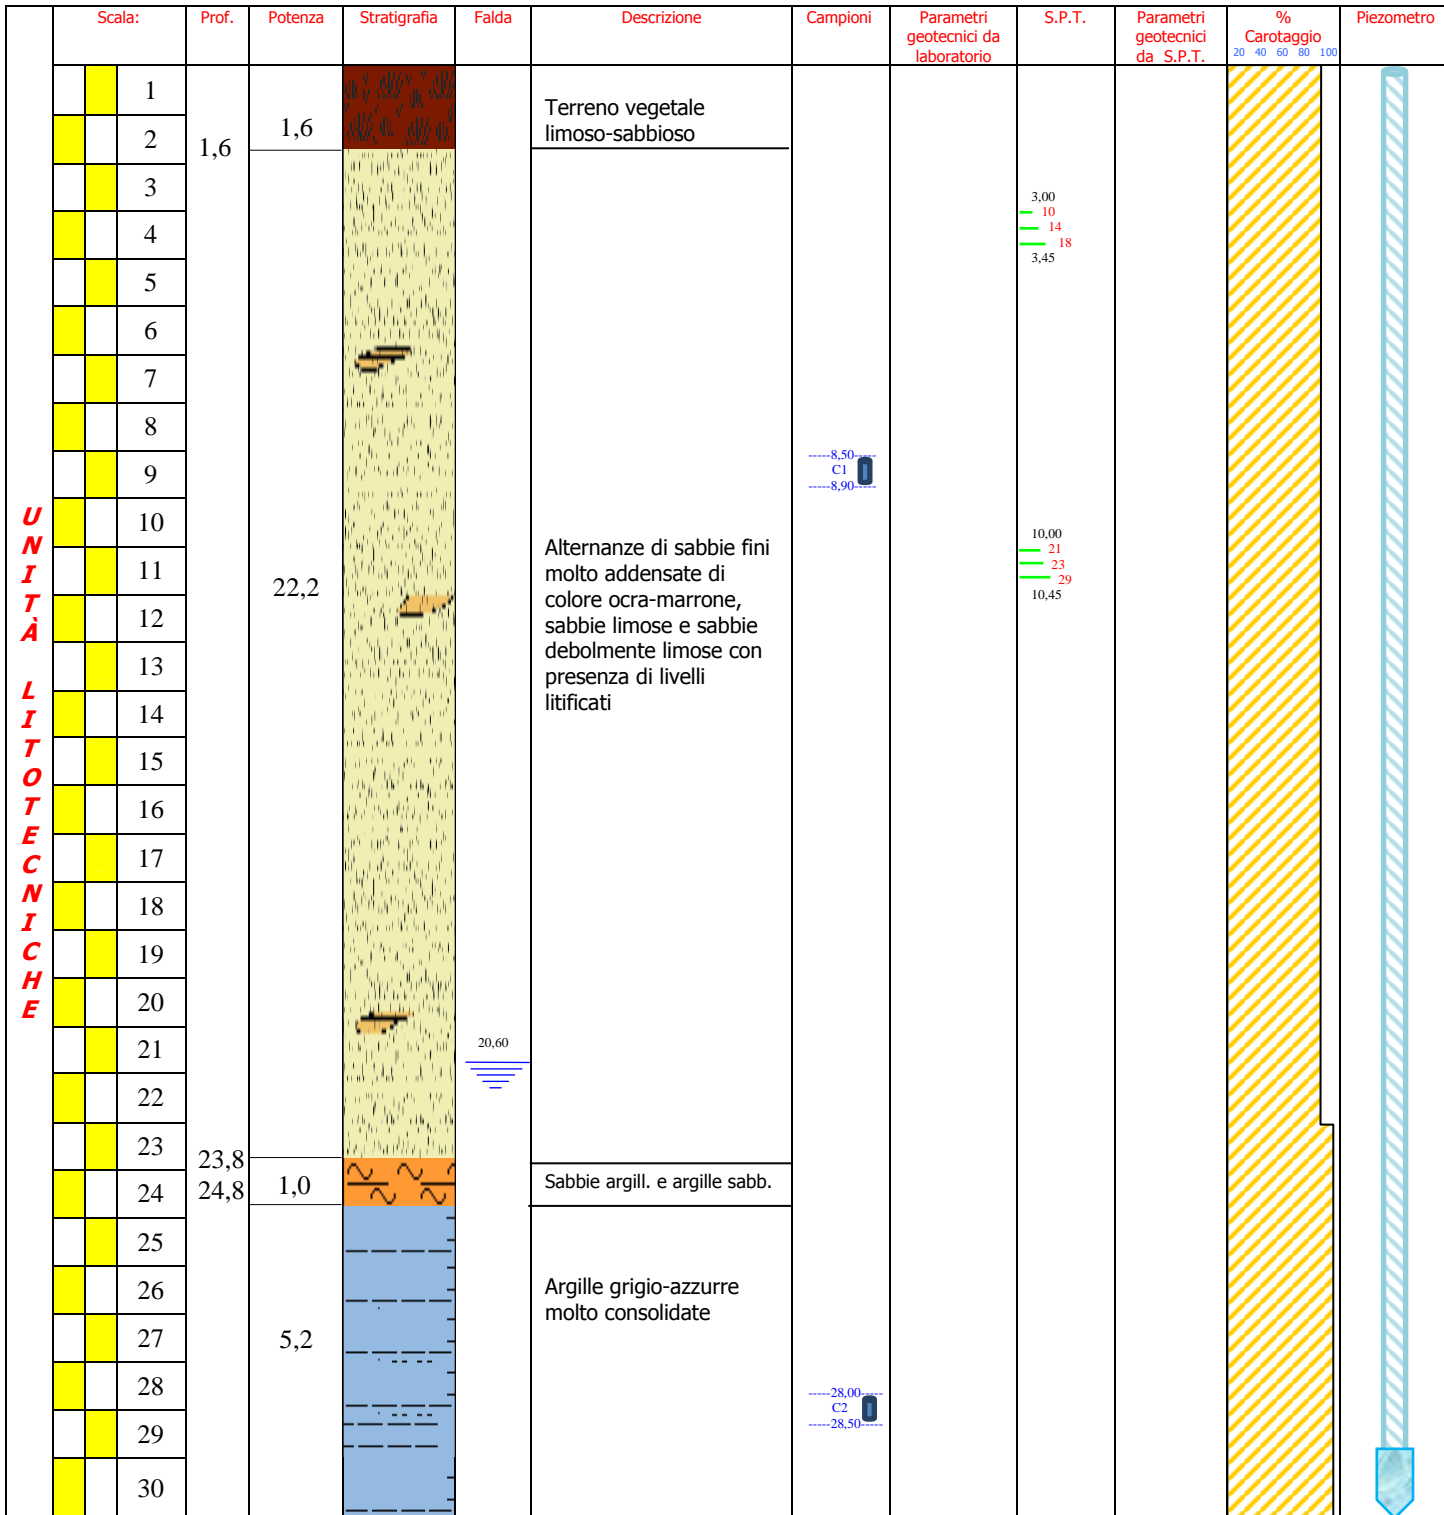 Scala:
Prof.
Potenza
Stratigrafia
Falda
Descrizione
Campioni
Parametri
geotecnici da
laboratorio
S.P.T.
Parametri
geotecnici
da S.P.T.
%
Carotaggio
20 40 60 80 100
Piezometro
UNITÀ LITOTECNICHE
1
2
3
4
5
6
7
8
9
10
11
12
13
14
15
16
17
18
19
20
21
22
23
24
25
26
27
28
29
30
1,6
23,8
24,8
1,6
22,2
1,0
5,2
20,60
Terreno vegetale
limoso-sabbioso
Alternanze di sabbie fini
molto addensate di
colore ocra-marrone,
sabbie limose e sabbie
debolmente limose con
presenza di livelli
litificati
Sabbie argill. e argille sabb.
Argille grigio-azzurre
molto consolidate
-----8,50-----
C1
-----8,90-----
-----28,00-----
C2
-----28,50-----
3,00
10
14
18
3,45
10,00
21
23
29
10,45